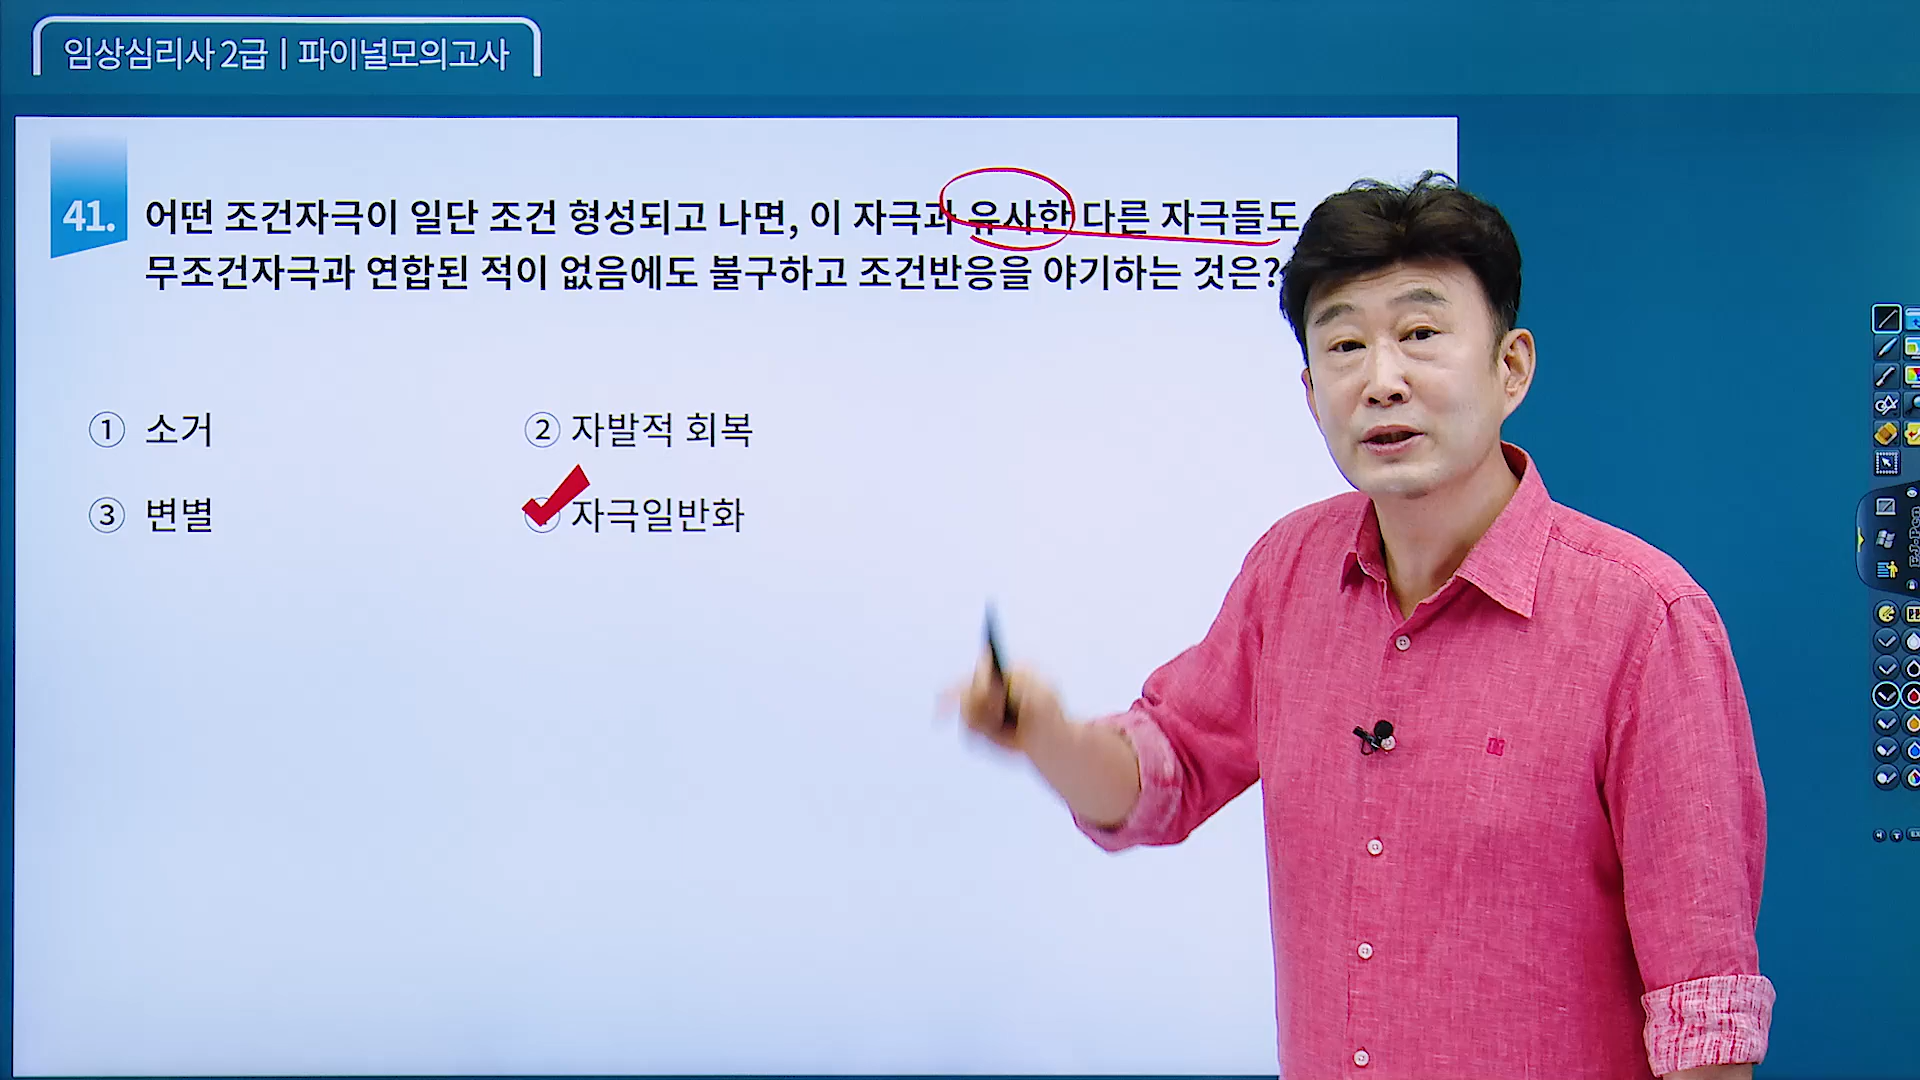 임상심리사 2급 | 파이널모의고사
41. 어떤 조건자극이 일단 조건 형성되고 나면, 이 자극과 유사한 다른 자극들도
무조건자극과 연합된 적이 없음에도 불구하고 조건반응을 야기하는 것은?
① 소거
② 자발적 회복
③ 변별
자극일반화